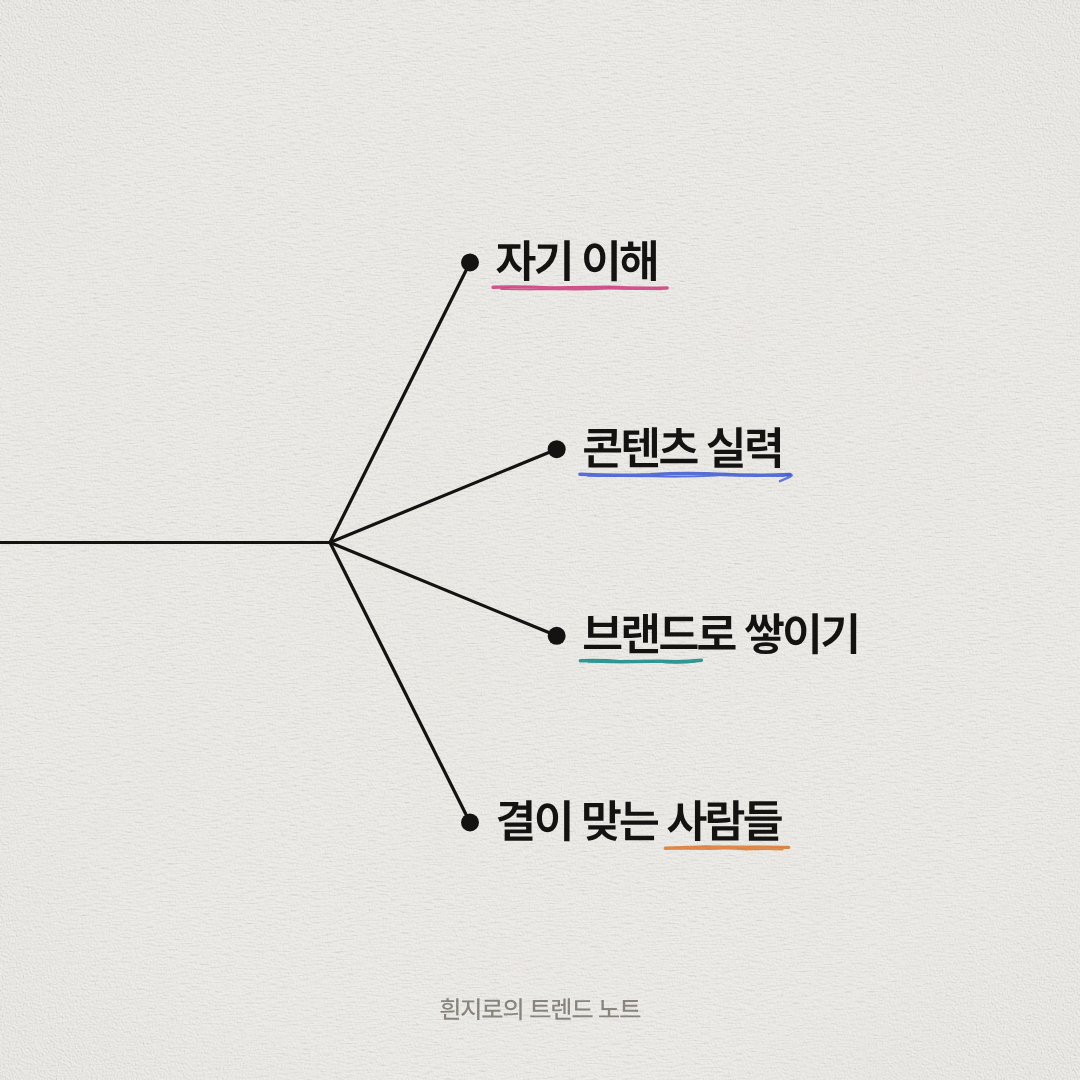 자기 이해
콘텐츠 실력
브랜드로 쌓이기
결이 맞는 사람들
흰지로의 트렌드 노트